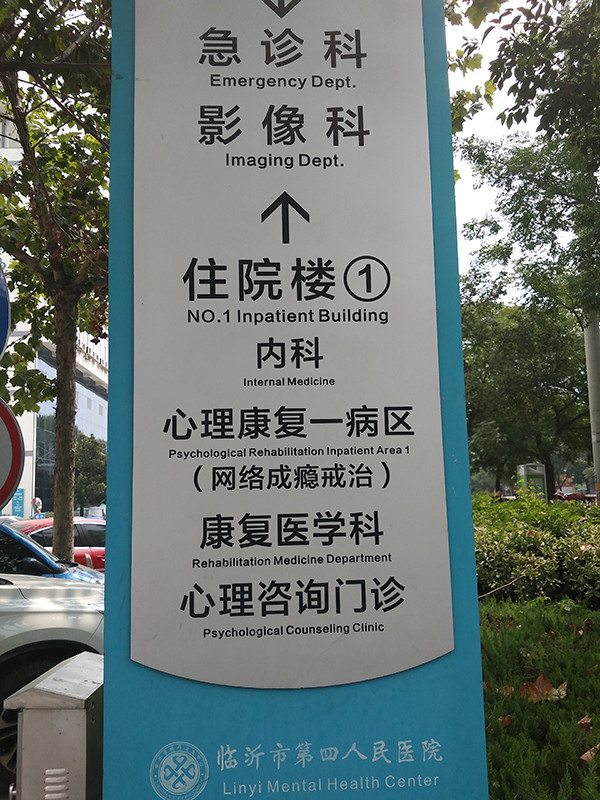 急诊科
Emergency Dept.
影像科
Imaging Dept.
住院楼①
NO.1 Inpatient Building
内科
Internal Medicine
心理康复一病区
Psychological Rehabilitation Inpatient Area 1
（网络成瘾戒治）
康复医学科
Rehabilitation Medicine Department
心理咨询门诊
Psychological Counseling Clinic
临沂市第四人民医院
Linyi Mental Health Center